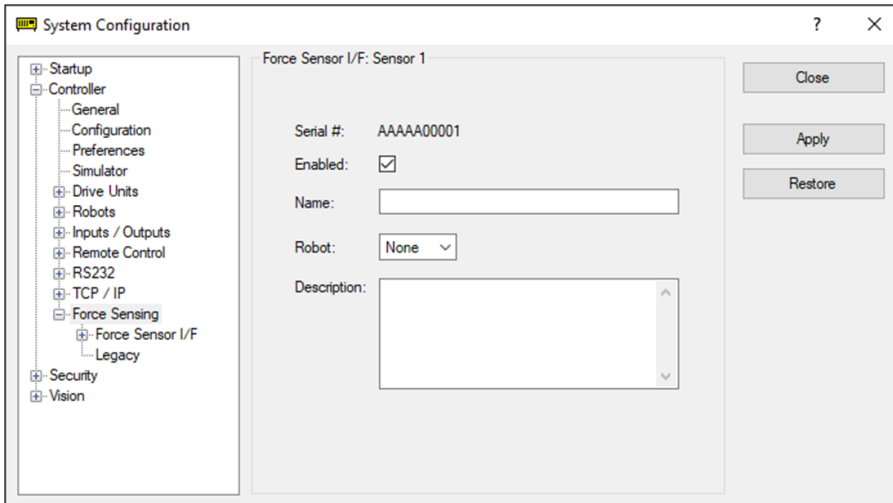 System Configuration
?
Startup
Controller
General
Configuration
Preferences
Simulator
Drive Units
Robots
Inputs / Outputs
Remote Control
RS232
TCP / IP
Force Sensing
Force Sensor I/F
Legacy
Security
Vision
Force Sensor I/F: Sensor 1
Serial #: AAAAA00001
Enabled:
Name:
Robot: None
Description:
Close
Apply
Restore